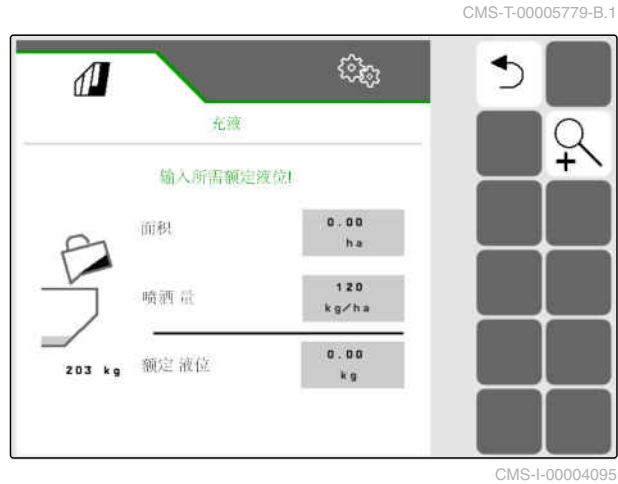 CMS-T-00005779-B.1
充液
输入所需额定液位!
面积
0.00
ha
喷洒 量
120
kg/ha
203 kg
额定 液位
0.00
kg
CMS-I-00004095